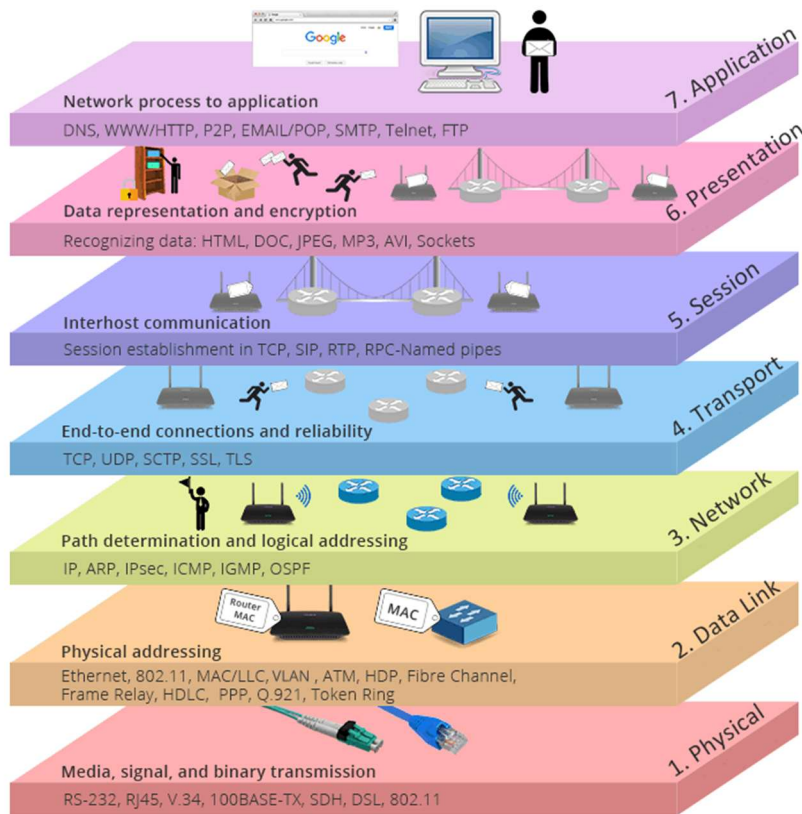 Google
7. Application
Network process to application
DNS, WWW/HTTP, P2P, EMAIL/POP, SMTP, Telnet, FTP
6. Presentation
Data representation and encryption
Recognizing data: HTML, DOC, JPEG, MP3, AVI, Sockets
5. Session
Interhost communication
Session establishment in TCP, SIP, RTP, RPC-Named pipes
4. Transport
End-to-end connections and reliability
TCP, UDP, SCTP, SSL, TLS
3. Network
Path determination and logical addressing
IP, ARP, IPsec, ICMP, IGMP, OSPF
Router
MAC
MAC
2. Data Link
Physical addressing
Ethernet, 802.11, MAC/LLC, VLAN , ATM, HDP, Fibre Channel,
Frame Relay, HDLC, PPP, Q.921, Token Ring
1. Physical
Media, signal, and binary transmission
RS-232, RJ45, V.34, 100BASE-TX, SDH, DSL, 802.11